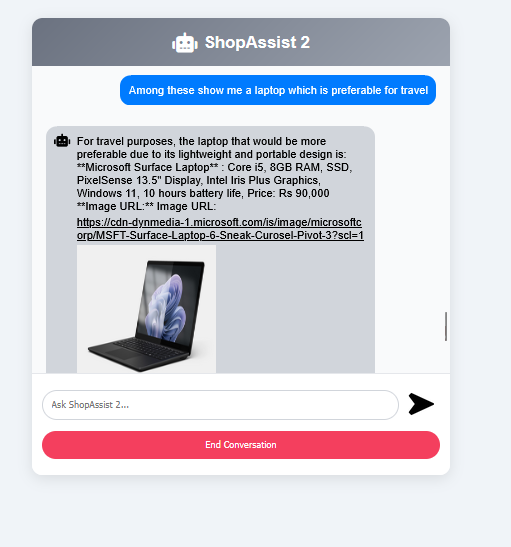 ShopAssist 2
Among these show me a laptop which is preferable for travel
For travel purposes, the laptop that would be more
preferable due to its lightweight and portable design is:
**Microsoft Surface Laptop** : Core i5, 8GB RAM, SSD,
PixelSense 13.5" Display, Intel Iris Plus Graphics,
Windows 11, 10 hours battery life, Price: Rs 90,000
**Image URL:** Image URL:
https://cdn-dynmedia-1.microsoft.com/is/image/microsoftc
orp/MSFT-Surface-Laptop-6-Sneak-Curosel-Pivot-3?scl=1
Ask ShopAssist 2...
End Conversation